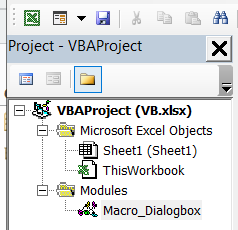 Project - VBAProject
VBAProject (VB.xlsx)
Microsoft Excel Objects
Sheet1 (Sheet1)
ThisWorkbook
Modules
Macro_Dialogbox